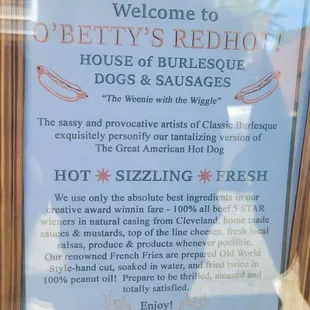 Welcome to
O'BETTY'S REDHOT!
HOUSE of BURLESQUE
DOGS & SAUSAGES
"The Weenie with the Wiggle"
The sassy and provocative artists of Classic Burlesque
exquisitely personify our tantalizing version of
The Great American Hot Dog
HOT ✷ SIZZLING ✷ FRESH
We use only the absolute best ingredients in our
creative award winnin fare - 100% all beef 5 STAR
wieners in natural casing from Cleveland, home made
sauces & mustards, top of the line cheeses, fresh local
salsas, produce & products whenever possible.
Our renowned French Fries are prepared Old World
Style-hand cut, soaked in water, and fried twice in
100% peanut oil! Prepare to be thrilled, amazed and
totally satisfied.
Enjoy!